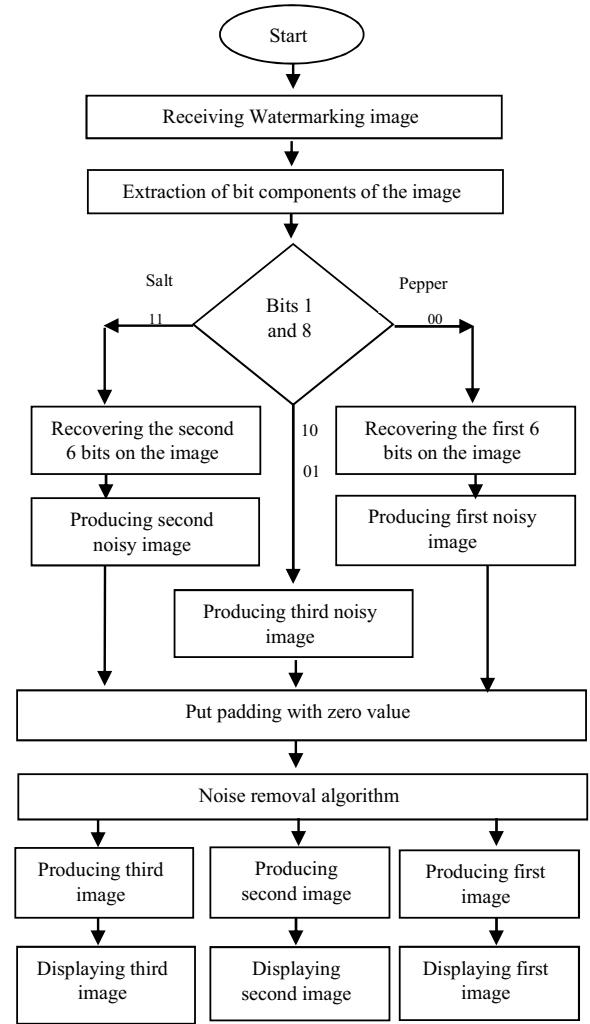 Start
Receiving Watermarking image
Extraction of bit components of the image
Salt
Pepper
Bits 1
and 8
11
00
Recovering the second
6 bits on the image
10
01
Recovering the first 6
bits on the image
Producing second
noisy image
Producing first noisy
image
Producing third noisy
image
Put padding with zero value
Noise removal algorithm
Producing third
image
Producing
second image
Producing first
image
Displaying third
image
Displaying
second image
Displaying first
image